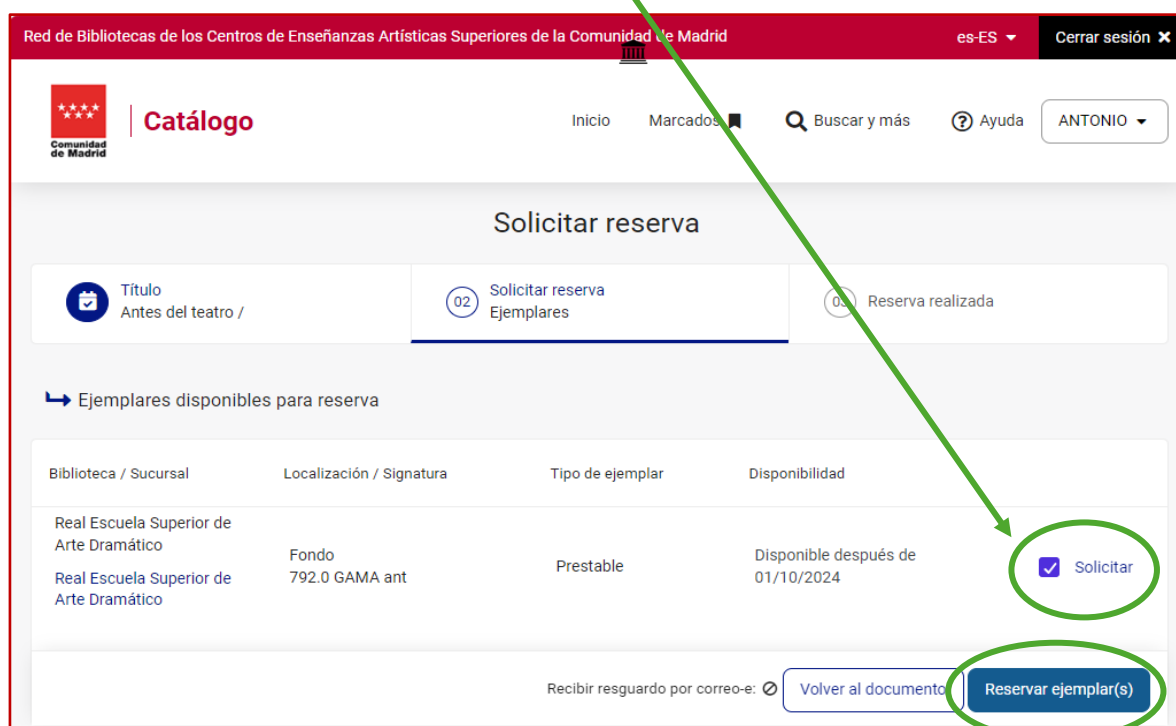 Red de Bibliotecas de los Centros de Enseñanzas Artísticas Superiores de la Comunidad de Madrid
es-ES
Cerrar sesión ×
Comunidad
de Madrid
Catálogo
Inicio
Marcados
Buscar y más
? Ayuda
ANTONIO
Solicitar reserva
Título
Antes del teatro /
02
Solicitar reserva
Ejemplares
03
Reserva realizada
Ejemplares disponibles para reserva
Biblioteca / Sucursal
Localización / Signatura
Tipo de ejemplar
Disponibilidad
Real Escuela Superior de
Arte Dramático
Real Escuela Superior de
Arte Dramático
Fondo
792.0 GAMA ant
Prestable
Disponible después de
01/10/2024
Solicitar
Recibir resguardo por correo-e:
Volver al documento
Reservar ejemplar(s)